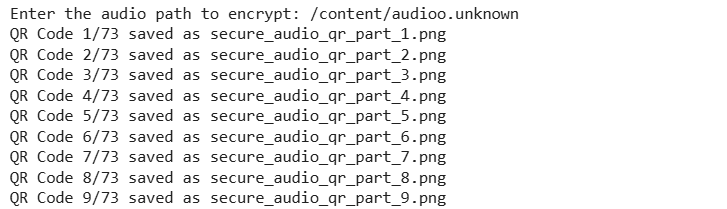 Enter the audio path to encrypt: /content/audioo.unknown
QR Code 1/73 saved as secure_audio_qr_part_1.png
QR Code 2/73 saved as secure_audio_qr_part_2.png
QR Code 3/73 saved as secure_audio_qr_part_3.png
QR Code 4/73 saved as secure_audio_qr_part_4.png
QR Code 5/73 saved as secure_audio_qr_part_5.png
QR Code 6/73 saved as secure_audio_qr_part_6.png
QR Code 7/73 saved as secure_audio_qr_part_7.png
QR Code 8/73 saved as secure_audio_qr_part_8.png
QR Code 9/73 saved as secure_audio_qr_part_9.png